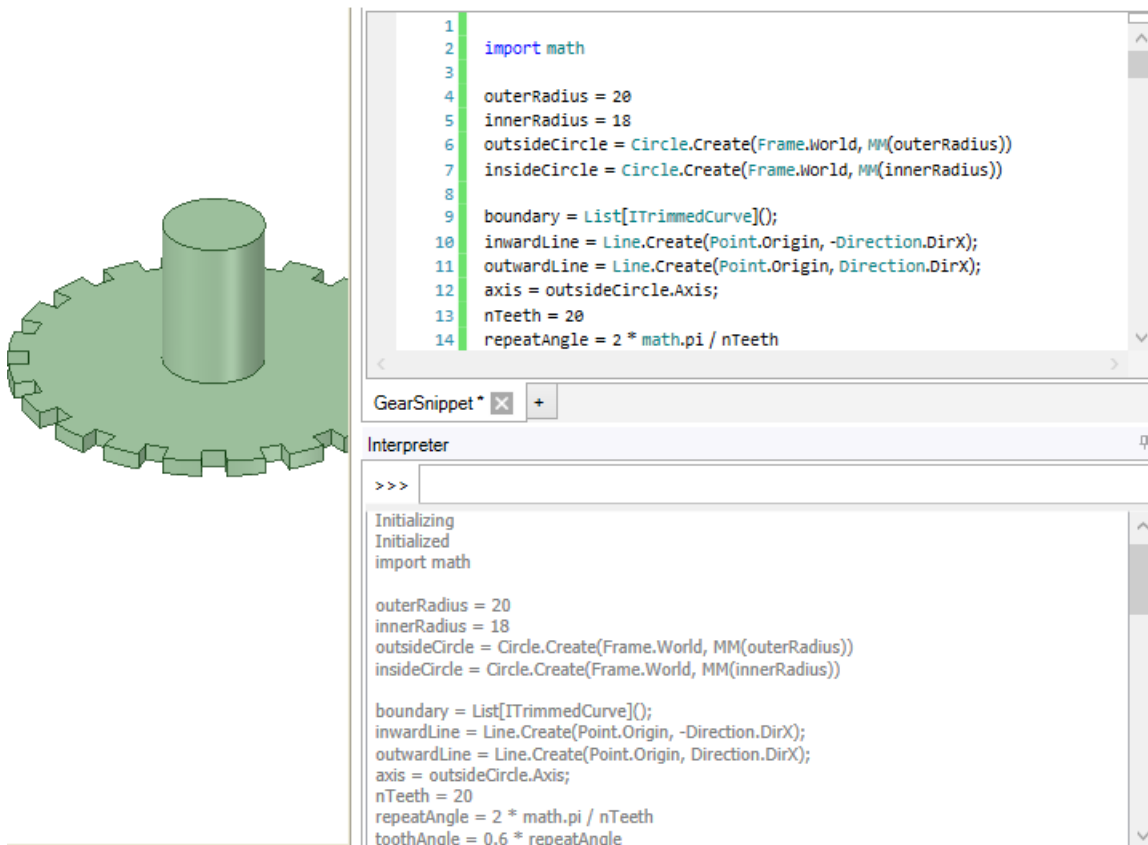 1
2 import math
3
4 outerRadius = 20
5 innerRadius = 18
6 outsideCircle = Circle.Create(Frame.World, MM(outerRadius))
7 insideCircle = Circle.Create(Frame.World, MM(innerRadius))
8
9 boundary = List[ITrimmedCurve]();
10 inwardLine = Line.Create(Point.Origin, -Direction.DirX);
11 outwardLine = Line.Create(Point.Origin, Direction.DirX);
12 axis = outsideCircle.Axis;
13 nTeeth = 20
14 repeatAngle = 2 * math.pi / nTeeth
GearSnippet * +
Interpreter
>>>
Initializing
Initialized
import math
outerRadius = 20
innerRadius = 18
outsideCircle = Circle.Create(Frame.World, MM(outerRadius))
insideCircle = Circle.Create(Frame.World, MM(innerRadius))
boundary = List[ITrimmedCurve]();
inwardLine = Line.Create(Point.Origin, -Direction.DirX);
outwardLine = Line.Create(Point.Origin, Direction.DirX);
axis = outsideCircle.Axis;
nTeeth = 20
repeatAngle = 2 * math.pi / nTeeth
toothAngle = 0.6 * repeatAngle